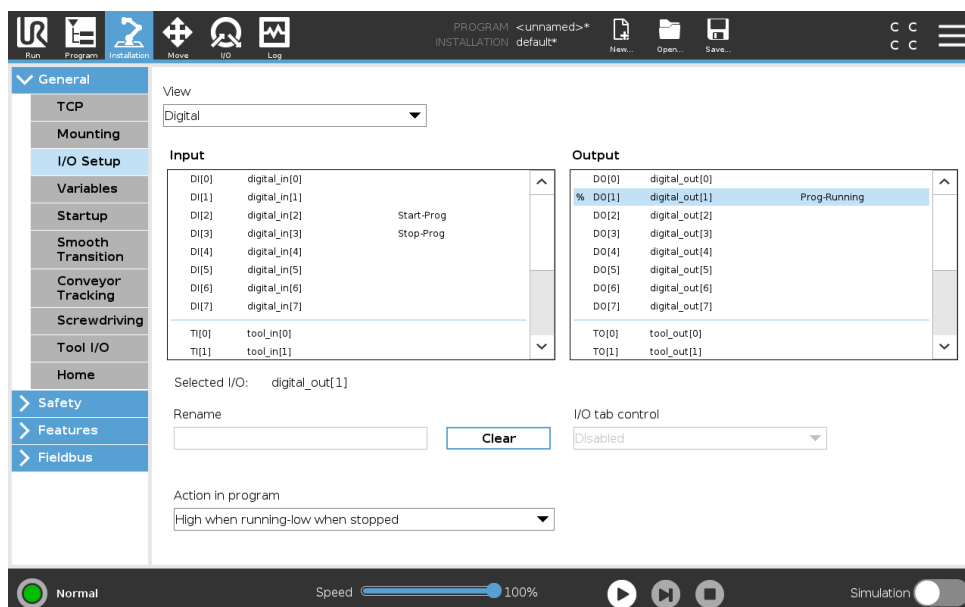 PROGRAM <unnamed>*
INSTALLATION default*
Run Program Installation Move I/O Log New... Open... Save...
C C
C C
General
TCP
Mounting
I/O Setup
Variables
Startup
Smooth
Transition
Conveyor
Tracking
Screwdriving
Tool I/O
Home
Safety
Features
Fieldbus
View
Digital
Input
DI[0] digital_in[0]
DI[1] digital_in[1]
DI[2] digital_in[2] Start-Prog
DI[3] digital_in[3] Stop-Prog
DI[4] digital_in[4]
DI[5] digital_in[5]
DI[6] digital_in[6]
DI[7] digital_in[7]
TI[0] tool_in[0]
TI[1] tool_in[1]
Output
DO[0] digital_out[0]
% DO[1] digital_out[1] Prog-Running
DO[2] digital_out[2]
DO[3] digital_out[3]
DO[4] digital_out[4]
DO[5] digital_out[5]
DO[6] digital_out[6]
DO[7] digital_out[7]
TO[0] tool_out[0]
TO[1] tool_out[1]
Selected I/O: digital_out[1]
Rename
Clear
I/O tab control
Disabled
Action in program
High when running-low when stopped
Normal
Speed 100%
Simulation